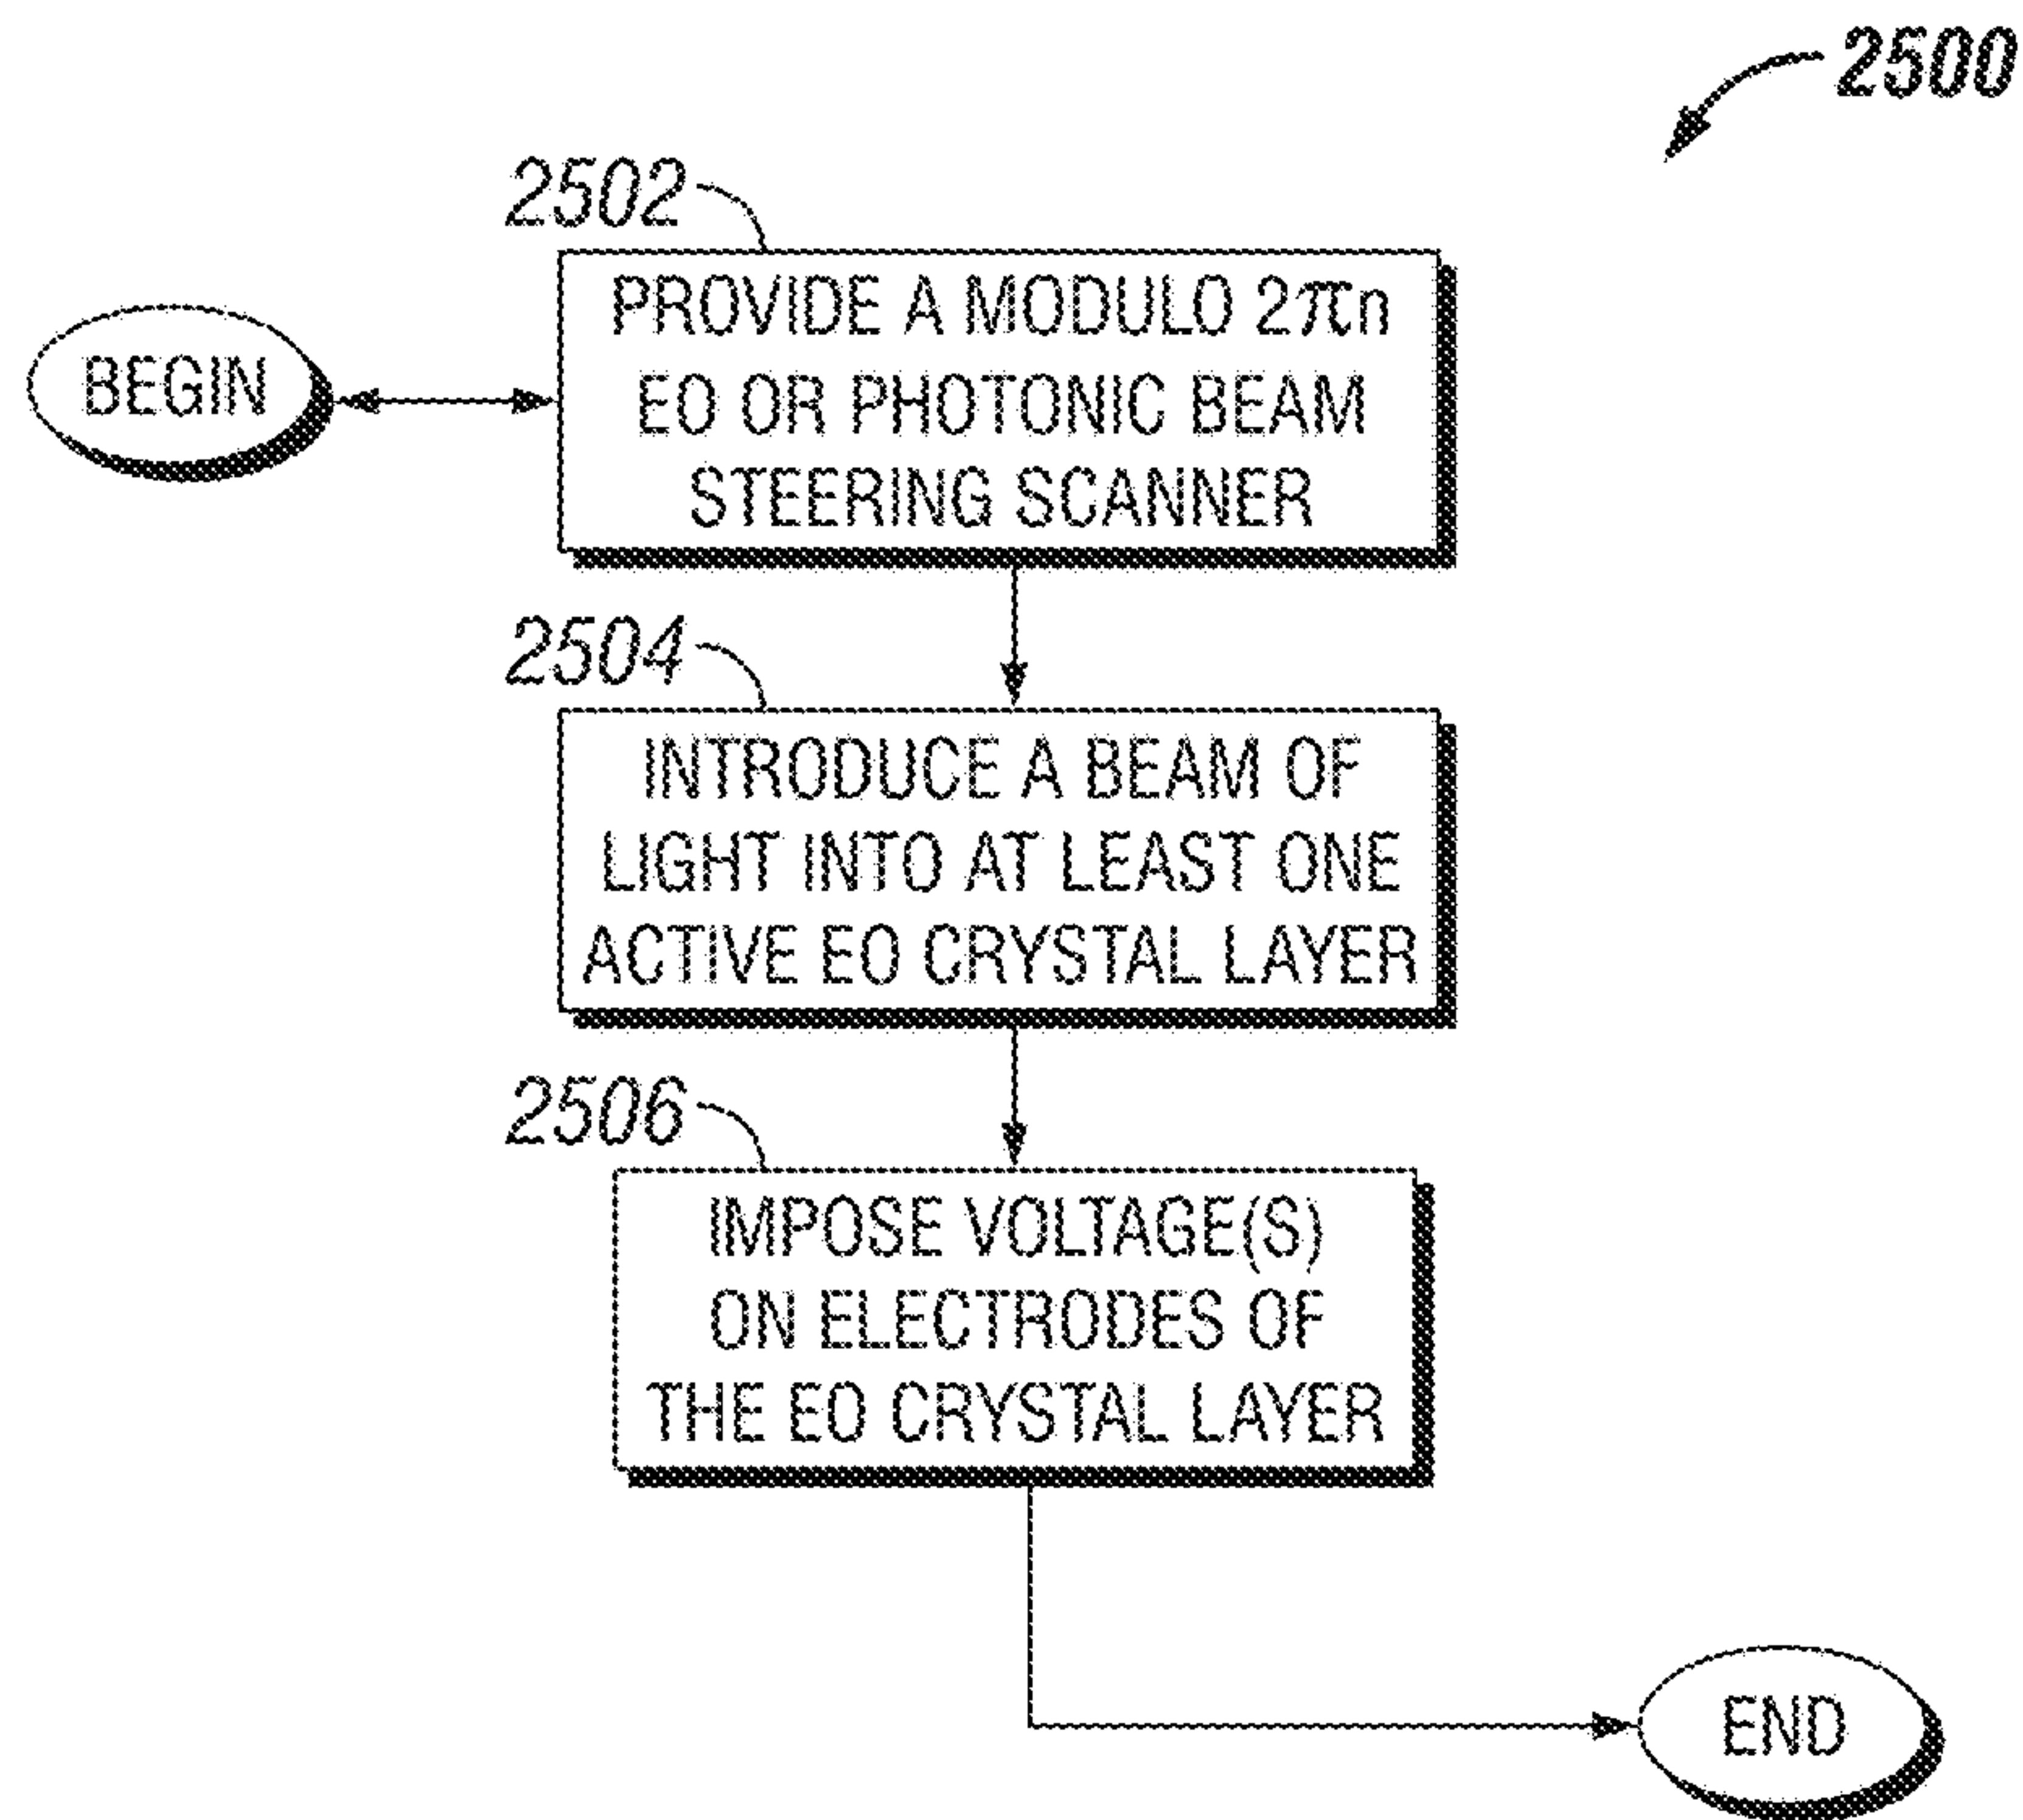 2500
2502
PROVIDE A MODULO 2πn
EO OR PHOTONIC BEAM
STEERING SCANNER
BEGIN
2504
INTRODUCE A BEAM OF
LIGHT INTO AT LEAST ONE
ACTIVE EO CRYSTAL LAYER
2506
IMPOSE VOLTAGE(S)
ON ELECTRODES OF
THE EO CRYSTAL LAYER
END